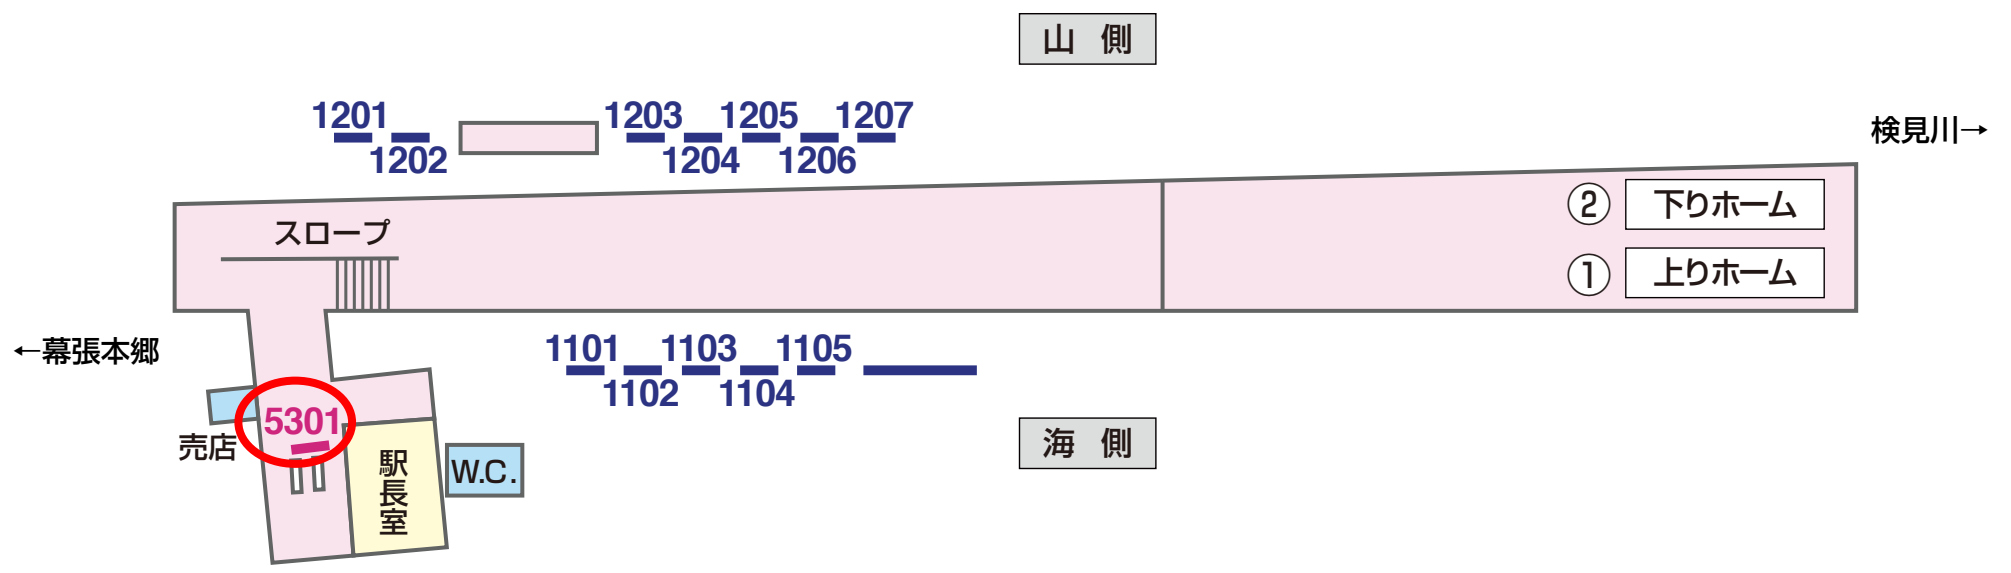 山 側
1201 1203 1205 1207
1202 1204 1206
検見川→
スロープ
② 下りホーム
① 上りホーム
←幕張本郷
1101 1103 1105
1102 1104
5301
売店
駅長室
W.C.
海 側